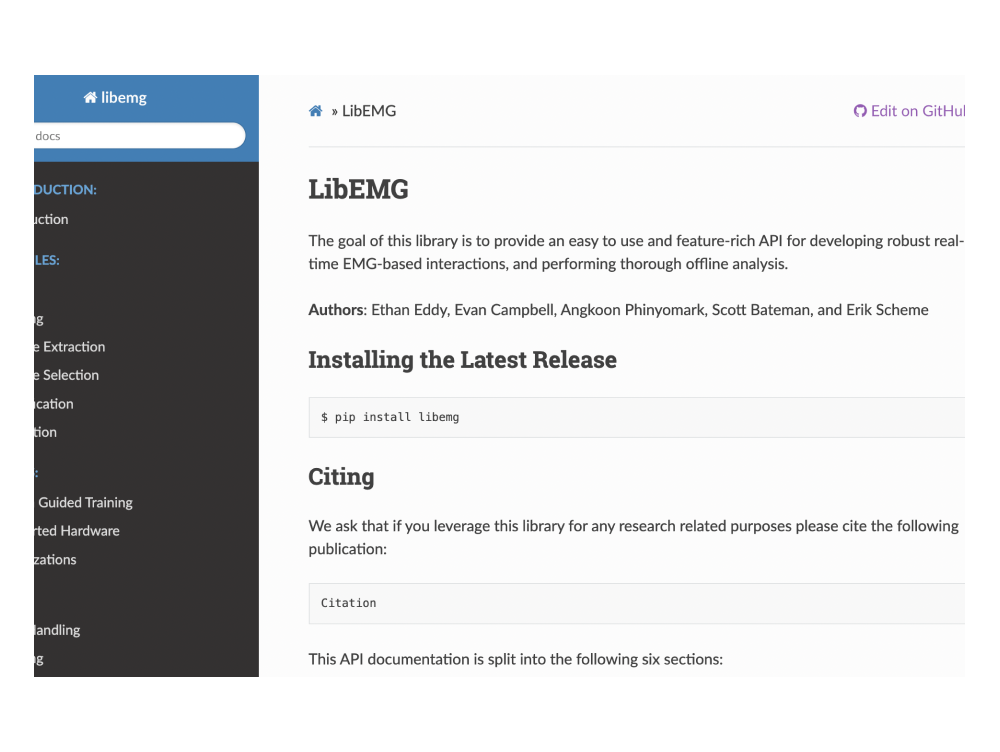 libemg
docs
DUCTION:
uction
LES:
g
e Extraction
e Selection
cation
tion
:
Guided Training
rted Hardware
zations
Handling
g
» LibEMG
Edit on GitHub
LibEMG
The goal of this library is to provide an easy to use and feature-rich API for developing robust real-
time EMG-based interactions, and performing thorough offline analysis.
Authors: Ethan Eddy, Evan Campbell, Angkoon Phinyomark, Scott Bateman, and Erik Scheme
Installing the Latest Release
$ pip install libemg
Citing
We ask that if you leverage this library for any research related purposes please cite the following
publication:
Citation
This API documentation is split into the following six sections: